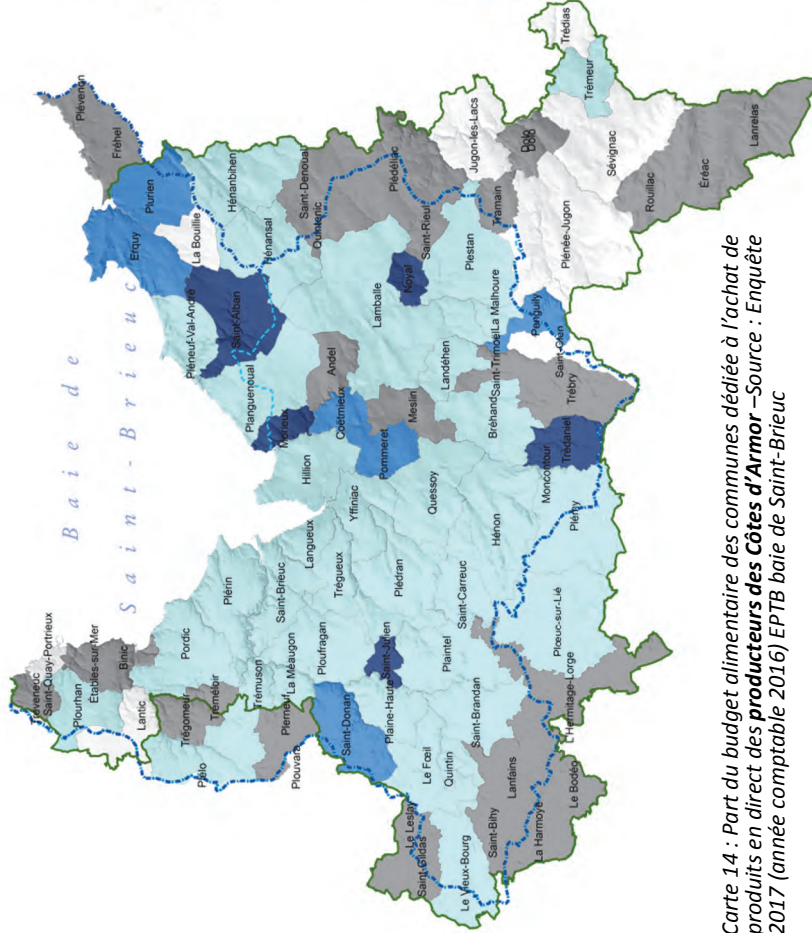 Baie de
Saint-Brieuc
Tréveneuc
Saint-Quay-Portrieux
Plourhan
Étables-sur-Mer
Binic
Lantic
Pordic
Trégomeur
Tréméloir
Plélo
Plérin
Plerneuf
Plouvara
Trémuson
La Méaugon
Saint-Brieuc
Langueux
Ploufragan
Trégueux
Yffiniac
Hillion
Saint-Donan
Plaine-Haute
Saint-Julien
Plédran
Quessoy
Le Fœil
Quintin
Plaintel
Saint-Brandan
Saint-Carreuc
Hénon
Le Leslay
Saint-Gildas
Le Vieux-Bourg
Saint-Bihy
Lanfains
La Harmoye
Le Bodéo
L'Hermitage-Lorge
Plœuc-sur-Lié
Plémy
Moncontour
Trédaniel
Plévenon
Fréhel
Plurien
Erquy
La Bouillie
Pléneuf-Val-André
Saint-Alban
Planguenoual
Morieux
Hénanbihen
Hénansal
Saint-Denoual
Quintenic
Plédéliac
Coëtmieux
Andel
Pommeret
Meslin
Lamballe
Noyal
Saint-Rieul
Plestan
Tramain
Jugon-les-Lacs
Dolo
Landéhen
La Malhoure
Saint-Trimoël
Bréhand
Penguily
Saint-Glen
Trébry
Plénée-Jugon
Sévignac
Trémeur
Trédias
Rouillac
Éréac
Lanrelas
Carte 14 : Part du budget alimentaire des communes dédiée à l'achat de
produits en direct des producteurs des Côtes d'Armor –Source : Enquête
2017 (année comptable 2016) EPTB baie de Saint-Brieuc